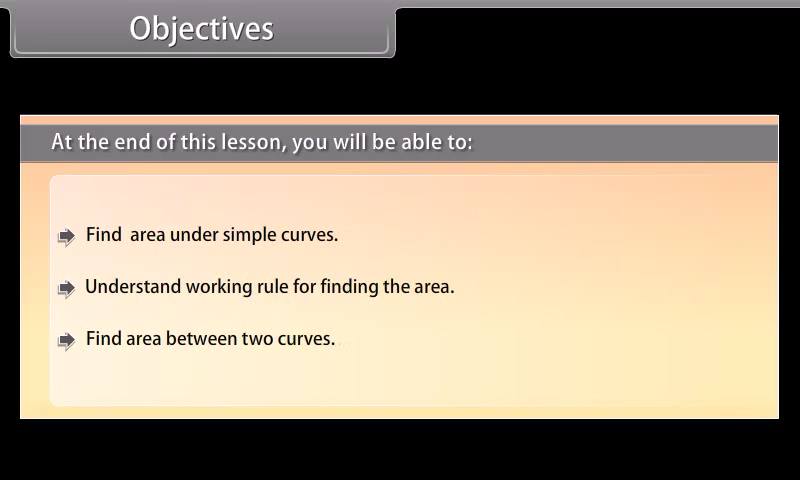 Objectives
At the end of this lesson, you will be able to:
Find area under simple curves.
Understand working rule for finding the area.
Find area between two curves.